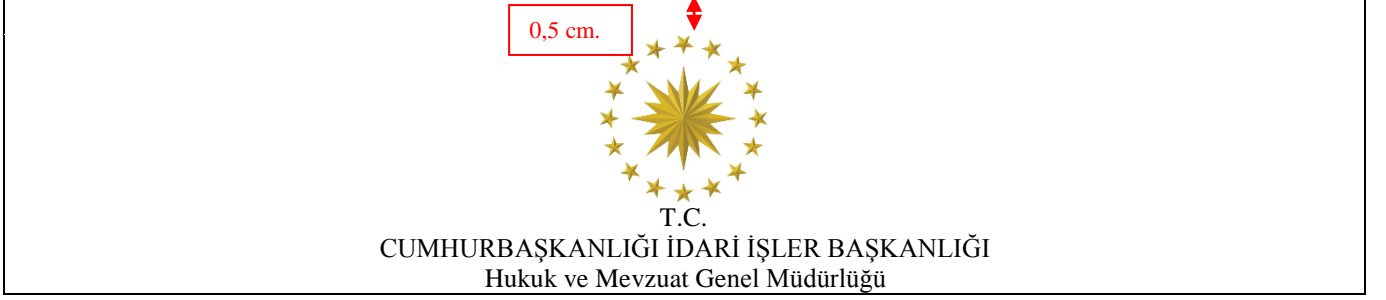 0,5 cm.
T.C.
CUMHURBAŞKANLIĞI İDARİ İŞLER BAŞKANLIĞI
Hukuk ve Mevzuat Genel Müdürlüğü